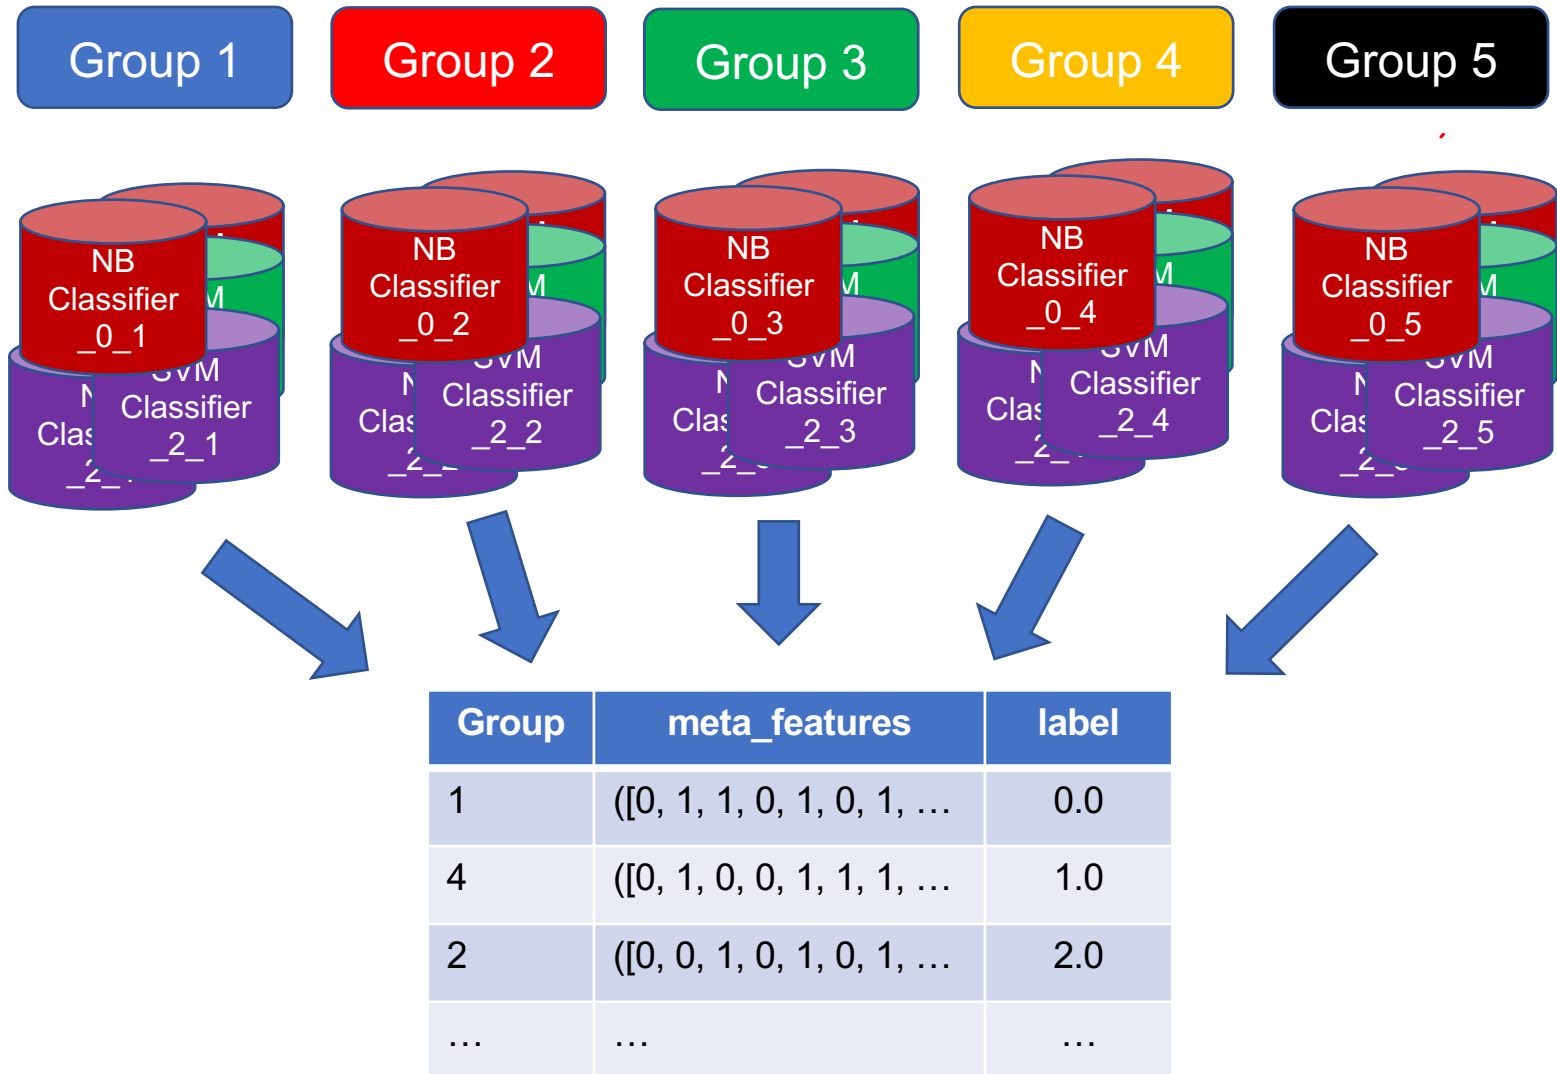 Group 1
Group 2
Group 3
Group 4
Group 5
NB
Classifier
_0_1
SVM
Classifier
_2_1
NB
Classifier
_0_2
SVM
Classifier
_2_2
NB
Classifier
_0_3
SVM
Classifier
_2_3
NB
Classifier
_0_4
SVM
Classifier
_2_4
NB
Classifier
_0_5
SVM
Classifier
_2_5
Group meta_features label
1 ([0, 1, 1, 0, 1, 0, 1, … 0.0
4 ([0, 1, 0, 0, 1, 1, 1, … 1.0
2 ([0, 0, 1, 0, 1, 0, 1, … 2.0
… … …